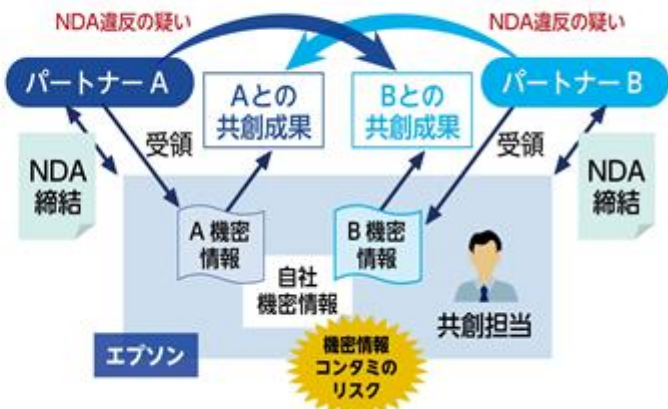 NDA違反の疑い
NDA違反の疑い
パートナーA
Aとの
共創成果
Bとの
共創成果
パートナーB
NDA
締結
受領
受領
NDA
締結
A機密
情報
B機密
情報
自社
機密情報
共創担当
エプソン
機密情報
コンタミの
リスク